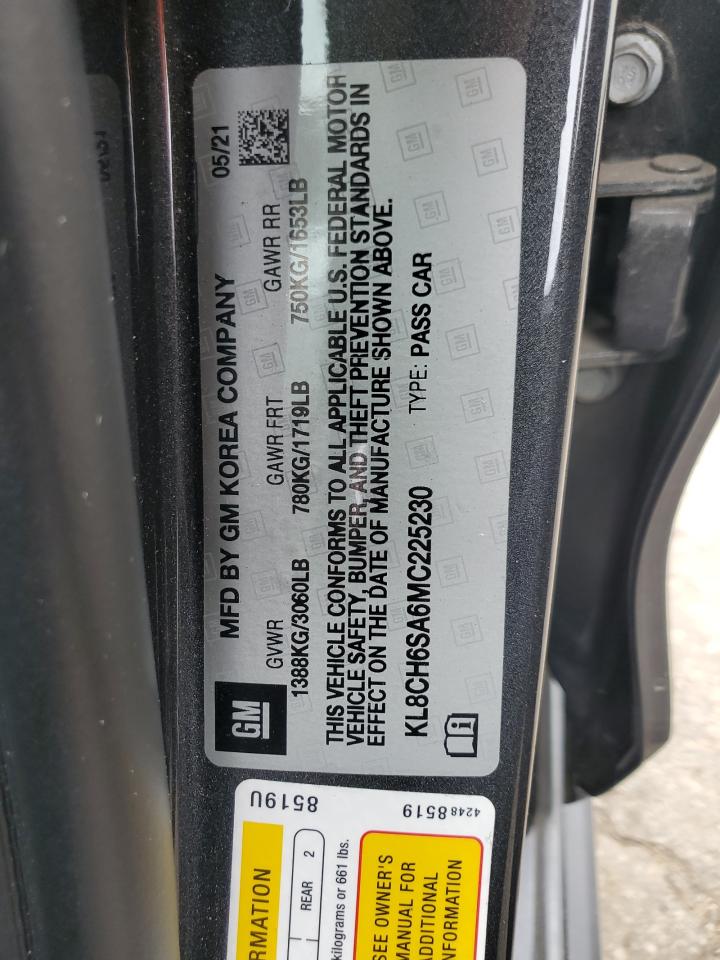 MFD BY GM KOREA COMPANY 05/21
GVWR GAWR FRT GAWR RR
1388KG/3060LB 780KG/1719LB 750KG/1653LB
THIS VEHICLE CONFORMS TO ALL APPLICABLE U.S. FEDERAL MOTOR
VEHICLE SAFETY, BUMPER, AND THEFT PREVENTION STANDARDS IN
EFFECT ON THE DATE OF MANUFACTURE SHOWN ABOVE.
KL8CH6SA6MC225230 TYPE: PASS CAR
GM
8519U
4248 8519
RMATION
REAR 2
kilograms or 661 lbs.
SEE OWNER'S
MANUAL FOR
ADDITIONAL
NFORMATION